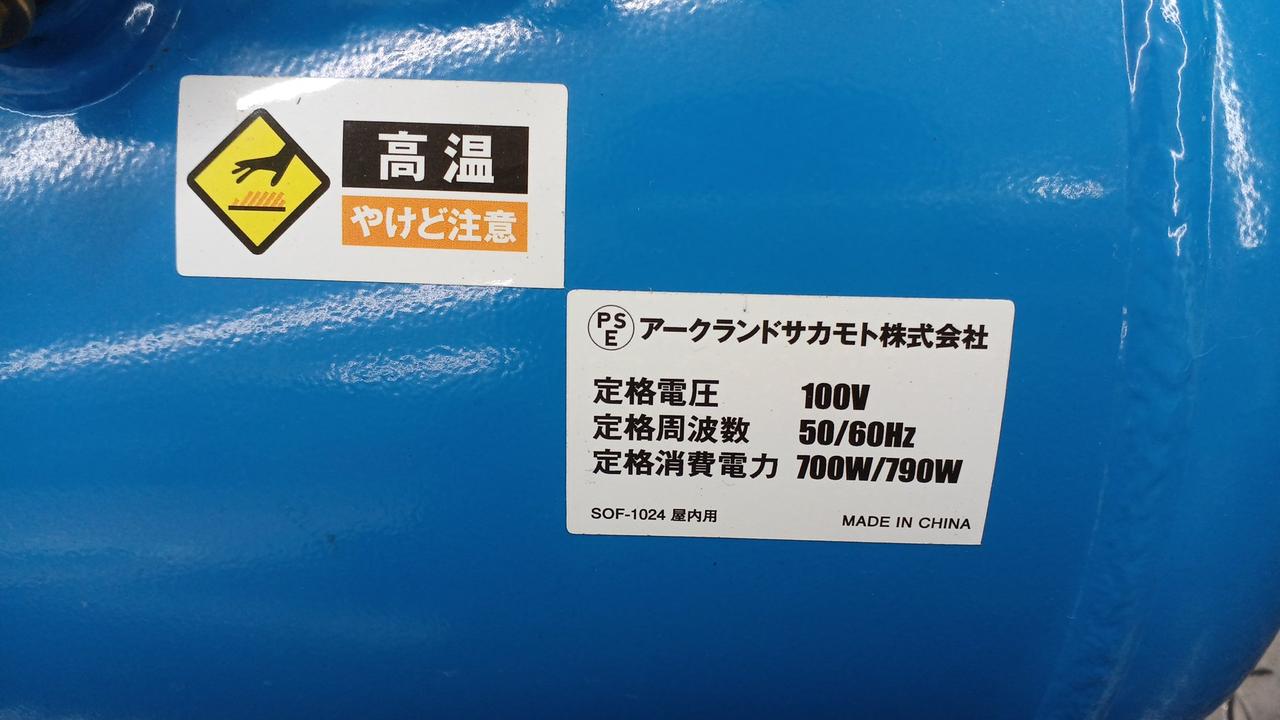 高温
やけど注意
PSE アークランドサカモト株式会社
定格電圧 100V
定格周波数 50/60Hz
定格消費電力 700W/790W
SOF-1024 屋内用 MADE IN CHINA